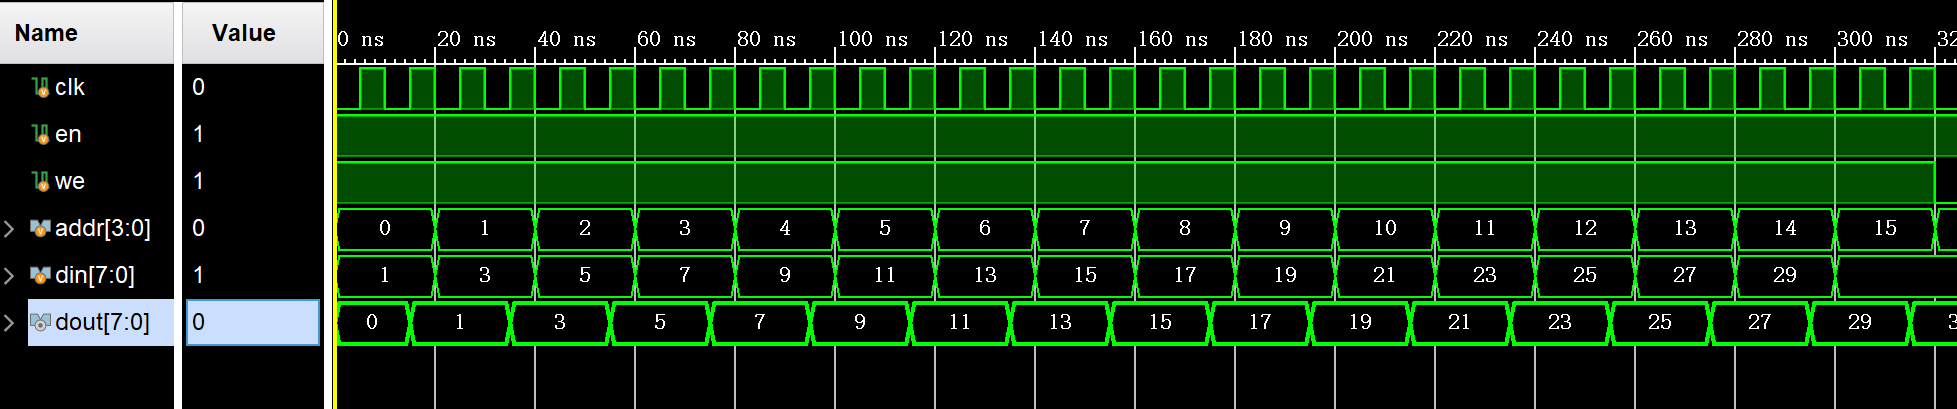 Name Value 0 ns 20 ns 40 ns 60 ns 80 ns 100 ns 120 ns 140 ns 160 ns 180 ns 200 ns 220 ns 240 ns 260 ns 280 ns 300 ns
clk 0
en 1
we 1
addr[3:0] 0 0 1 2 3 4 5 6 7 8 9 10 11 12 13 14 15
din[7:0] 1 1 3 5 7 9 11 13 15 17 19 21 23 25 27 29
dout[7:0] 0 0 1 3 5 7 9 11 13 15 17 19 21 23 25 27 29